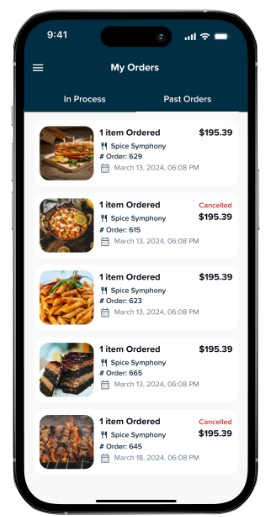 9:41
My Orders
In Process
Past Orders
1 item Ordered $195.39
Spice Symphony
# Order: 629
March 13, 2024, 06:08 PM
1 item Ordered Cancelled
Spice Symphony $195.39
# Order: 615
March 13, 2024, 06:08 PM
1 item Ordered $195.39
Spice Symphony
# Order: 623
March 13, 2024, 06:08 PM
1 item Ordered $195.39
Spice Symphony
# Order: 665
March 13, 2024, 06:08 PM
1 item Ordered Cancelled
Spice Symphony $195.39
# Order: 645
March 18, 2024, 06:08 PM